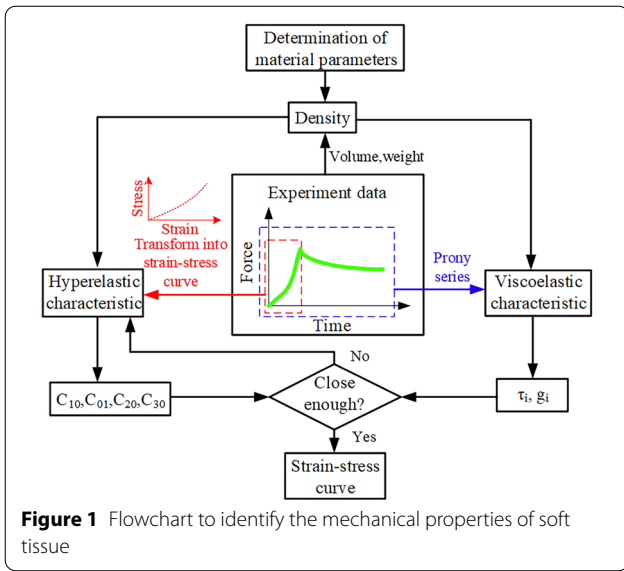 Determination of
material parameters
Density
Volume,weight
Experiment data
Force
Time
Stress
Strain
Transform into
strain-stress
curve
Prony
series
Hyperelastic
characteristic
Viscoelastic
characteristic
C₁₀,C₀₁,C₂₀,C₃₀
Close
enough?
τᵢ, gᵢ
No
Yes
Strain-stress
curve
Figure 1 Flowchart to identify the mechanical properties of soft
tissue